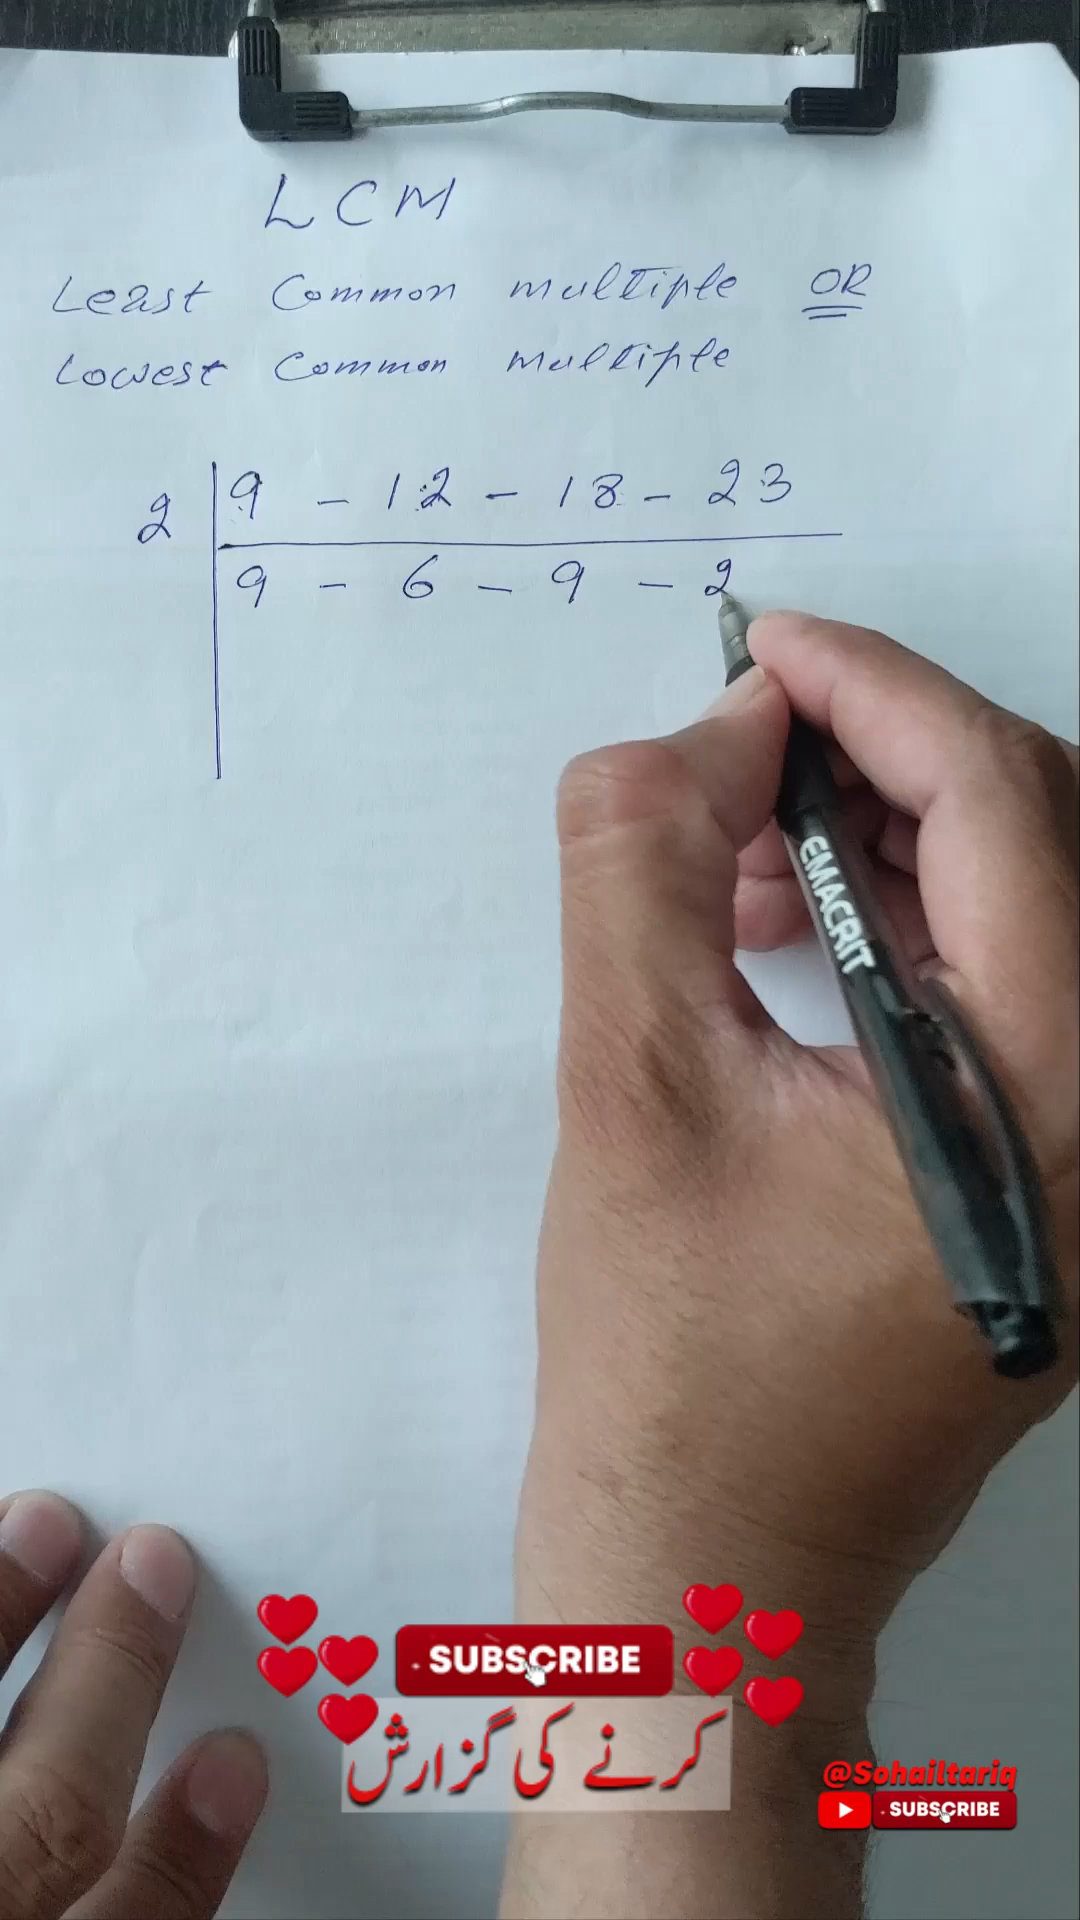 LCM
Least Common multiple OR
Lowest Common multiple
2 9 - 12 - 18 - 23
9 - 6 - 9 - 2
EMACRIT
SUBSCRIBE
کرنے کی گزارش
@Sohailtariq
SUBSCRIBE